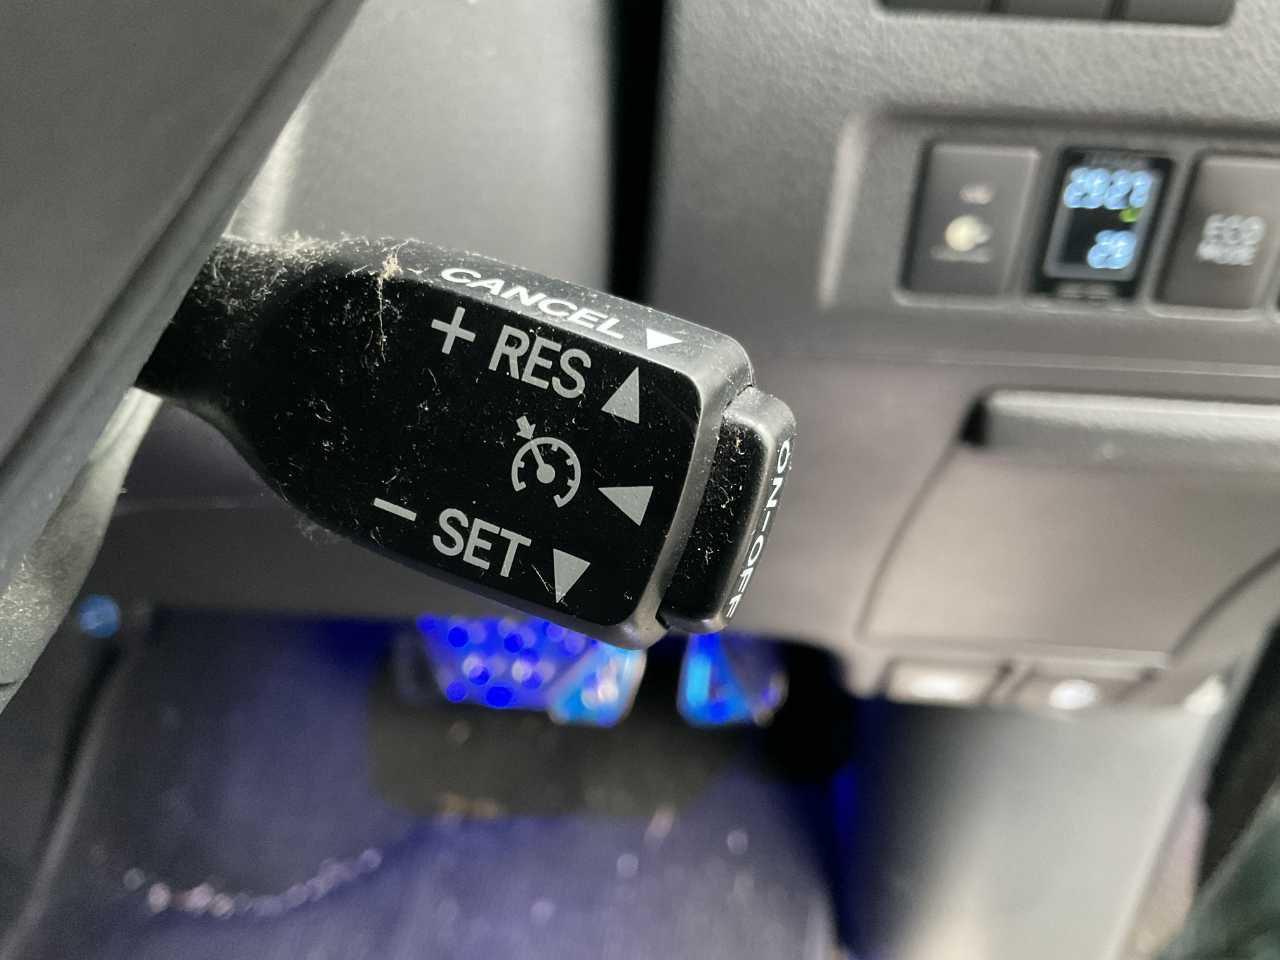 CANCEL ▼
+ RES ▲
◀
− SET ▼
ON-OFF
ECO
MODE